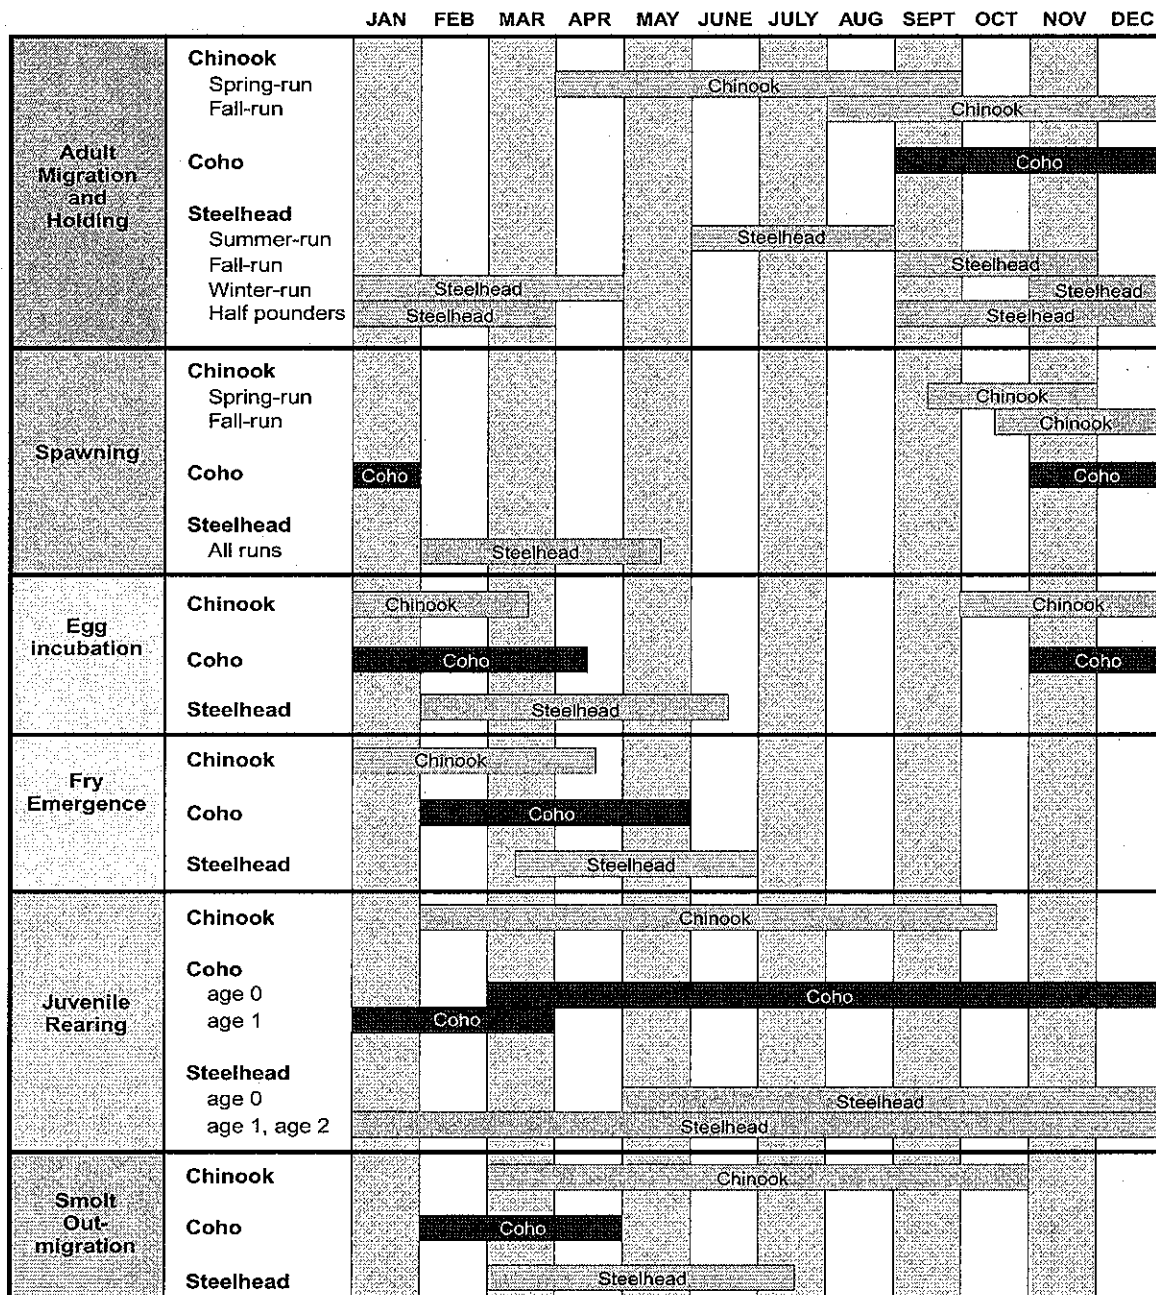 JAN FEB MAR APR MAY JUNE JULY AUG SEPT OCT NOV DEC
Adult
Migration
and
Holding
Chinook
Spring-run Chinook
Fall-run Chinook
Coho Coho
Steelhead
Summer-run Steelhead
Fall-run Steelhead
Winter-run Steelhead Steelhead
Half pounders Steelhead Steelhead
Spawning
Chinook
Spring-run Chinook
Fall-run Chinook
Coho Coho Coho
Steelhead
All runs Steelhead
Egg
incubation
Chinook Chinook Chinook
Coho Coho Coho
Steelhead Steelhead
Fry
Emergence
Chinook Chinook
Coho Coho
Steelhead Steelhead
Juvenile
Rearing
Chinook Chinook
Coho
age 0 Coho
age 1 Coho
Steelhead
age 0 Steelhead
age 1, age 2 Steelhead
Smolt
Out-
migration
Chinook Chinook
Coho Coho
Steelhead Steelhead